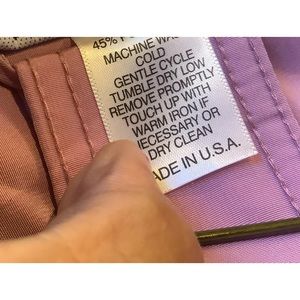 45%
MACHINE WA
COLD
GENTLE CYCLE
TUMBLE DRY LOW
REMOVE PROMPTLY
TOUCH UP WITH
WARM IRON IF
NECESSARY OR
DRY CLEAN
MADE IN U.S.A.